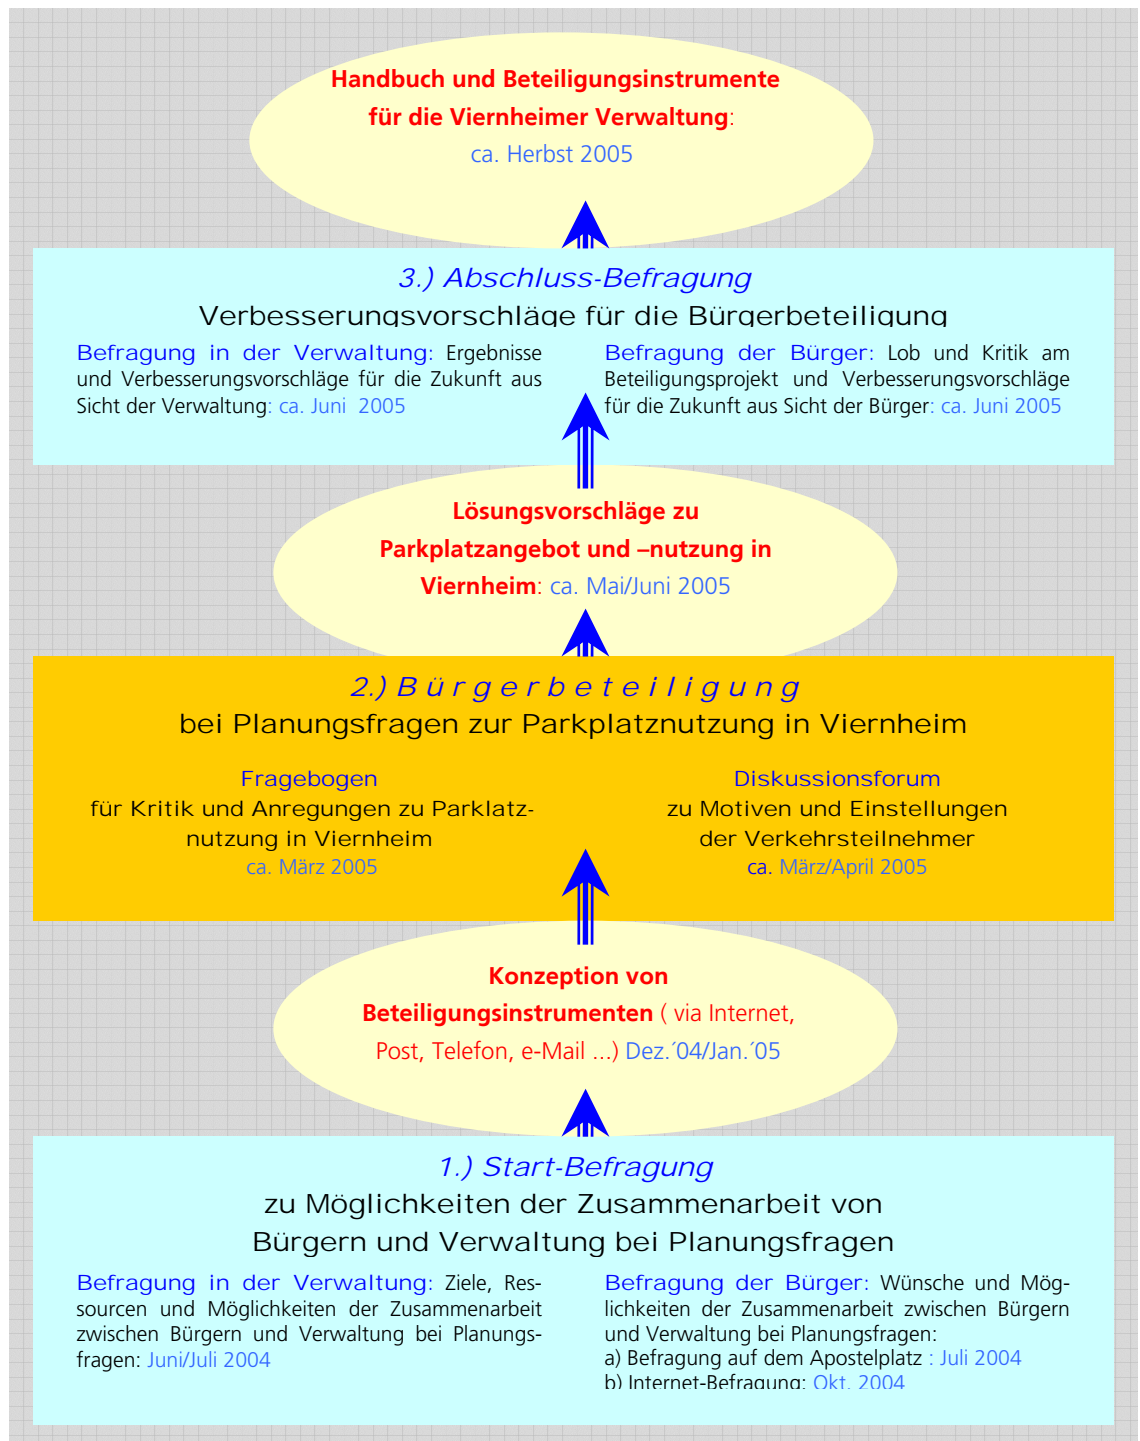 Handbuch und Beteiligungsinstrumente
für die Viernheimer Verwaltung:
ca. Herbst 2005
3.) Abschluss-Befragung
Verbesserungsvorschläge für die Bürgerbeteiligung
Befragung in der Verwaltung: Ergebnisse
und Verbesserungsvorschläge für die Zukunft aus
Sicht der Verwaltung: ca. Juni 2005
Befragung der Bürger: Lob und Kritik am
Beteiligungsprojekt und Verbesserungsvorschläge
für die Zukunft aus Sicht der Bürger: ca. Juni 2005
Lösungsvorschläge zu
Parkplatzangebot und –nutzung in
Viernheim: ca. Mai/Juni 2005
2.) Bürgerbeteiligung
bei Planungsfragen zur Parkplatznutzung in Viernheim
Fragebogen
für Kritik und Anregungen zu Parklatz-
nutzung in Viernheim
ca. März 2005
Diskussionsforum
zu Motiven und Einstellungen
der Verkehrsteilnehmer
ca. März/April 2005
Konzeption von
Beteiligungsinstrumenten ( via Internet,
Post, Telefon, e-Mail ...) Dez.´04/Jan.´05
1.) Start-Befragung
zu Möglichkeiten der Zusammenarbeit von
Bürgern und Verwaltung bei Planungsfragen
Befragung in der Verwaltung: Ziele, Res-
sourcen und Möglichkeiten der Zusammenarbeit
zwischen Bürgern und Verwaltung bei Planungs-
fragen: Juni/Juli 2004
Befragung der Bürger: Wünsche und Mög-
lichkeiten der Zusammenarbeit zwischen Bürgern
und Verwaltung bei Planungsfragen:
a) Befragung auf dem Apostelplatz : Juli 2004
b) Internet-Befragung: Okt. 2004